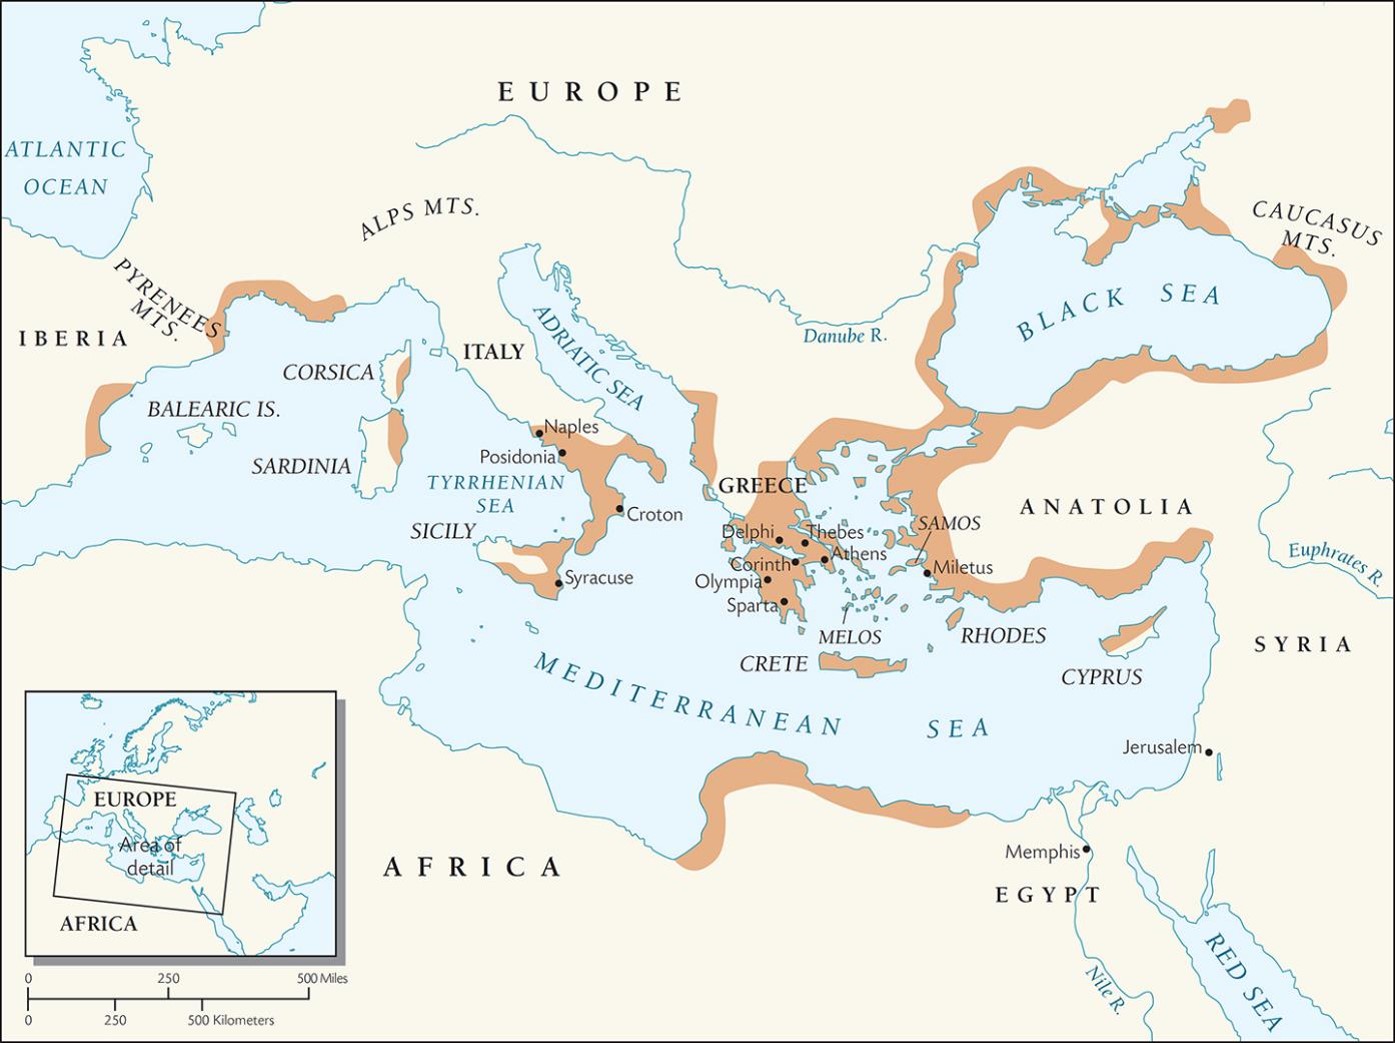 EUROPE
ATLANTIC
OCEAN
ALPS MTS.
CAUCASUS
MTS.
PYRENEES
MTS.
IBERIA
BLACK SEA
ADRIATIC SEA
Danube R.
ITALY
CORSICA
BALEARIC IS.
Naples
Posidonia
SARDINIA
TYRRHENIAN
SEA
GREECE
ANATOLIA
Croton
SICILY
SAMOS
Delphi
Thebes
Athens
Euphrates R.
Corinth
Miletus
Syracuse
Olympia
Sparta
MELOS
RHODES
SYRIA
CRETE
CYPRUS
MEDITERRANEAN SEA
Jerusalem
EUROPE
Area of
detail
AFRICA
AFRICA
Memphis
EGYPT
Nile R.
RED SEA
0 250 500 Miles
0 250 500 Kilometers